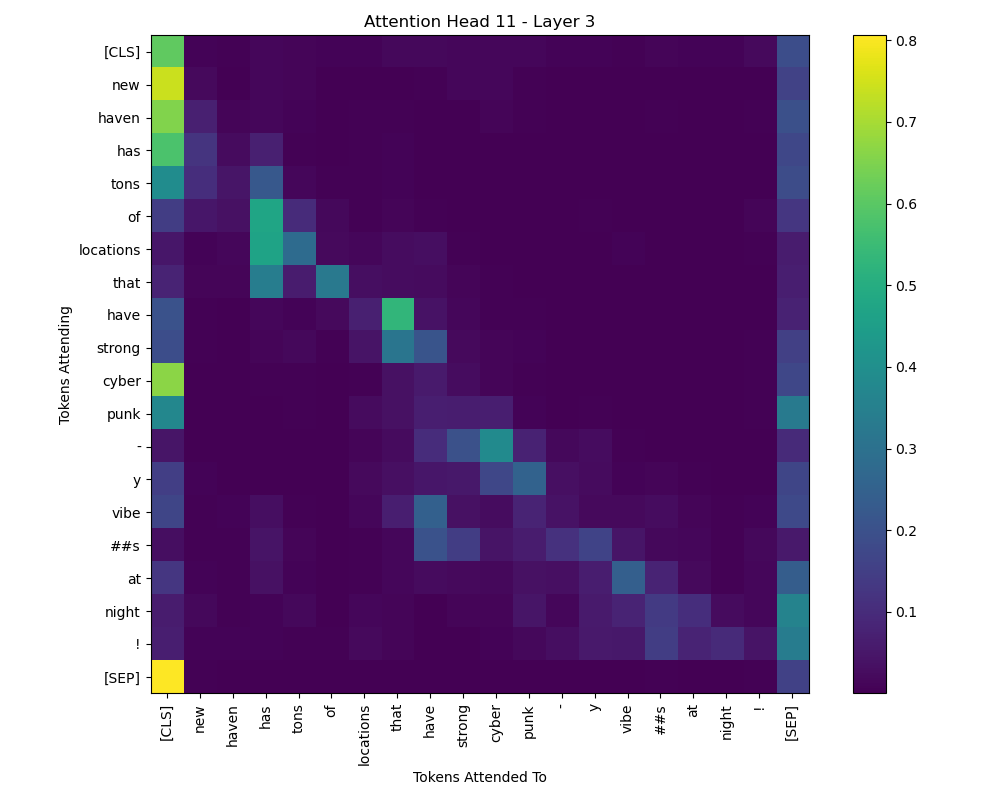 Attention Head 11 - Layer 3
Tokens Attending
[CLS]
new
haven
has
tons
of
locations
that
have
strong
cyber
punk
-
y
vibe
##s
at
night
!
[SEP]
[CLS]
new
haven
has
tons
of
locations
that
have
strong
cyber
punk
-
y
vibe
##s
at
night
!
[SEP]
Tokens Attended To
0.8
0.7
0.6
0.5
0.4
0.3
0.2
0.1